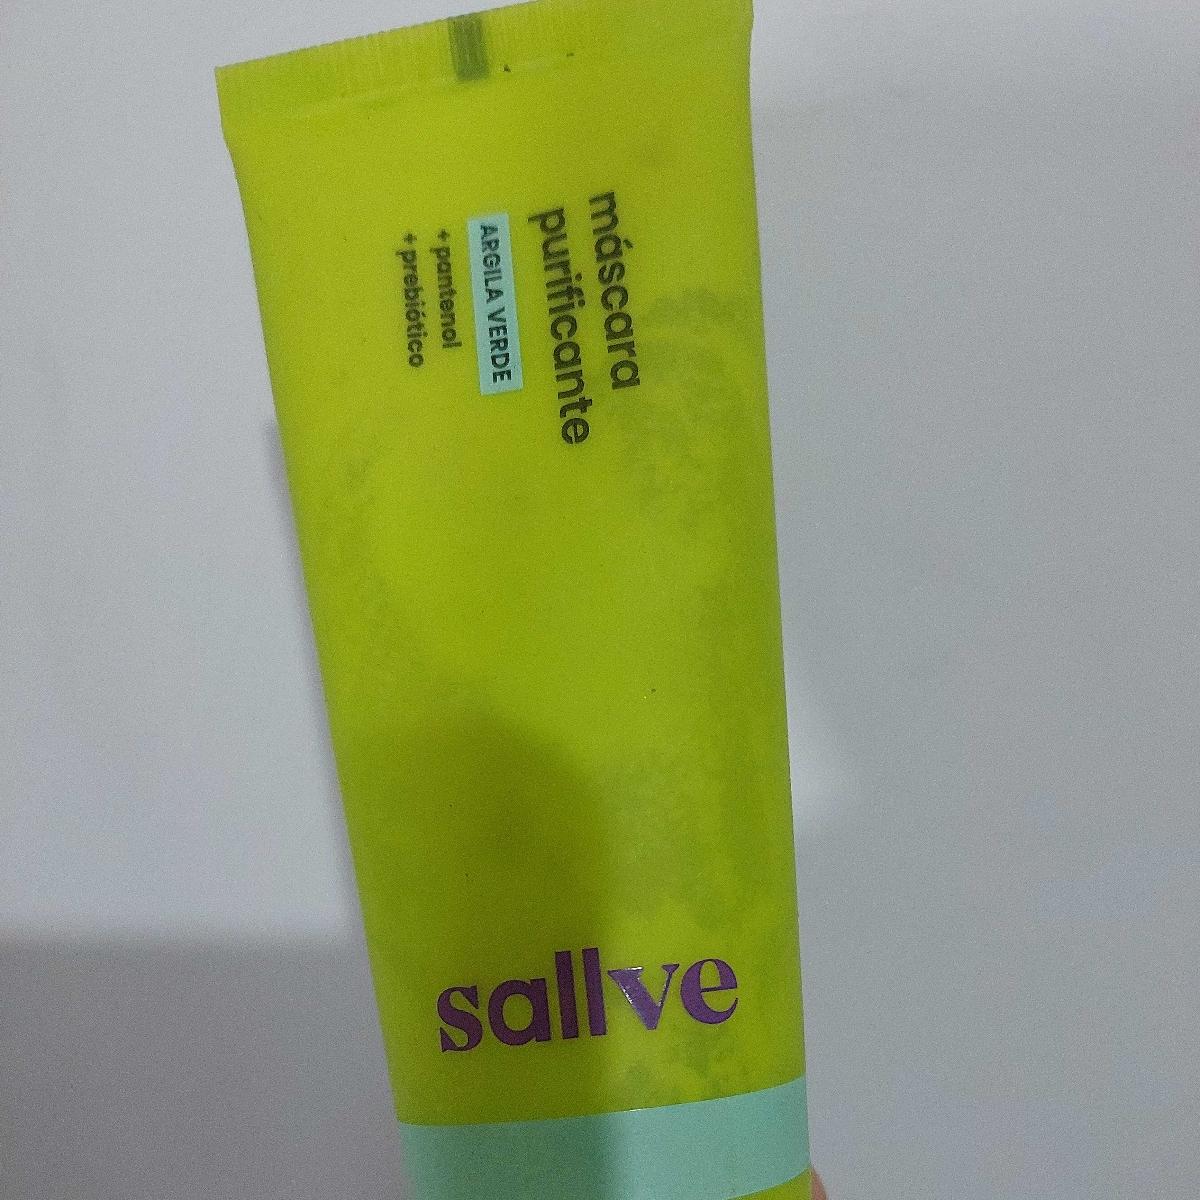 máscara
purificante
ARGILA VERDE
+ pantenol
+ prebiótico
sallve